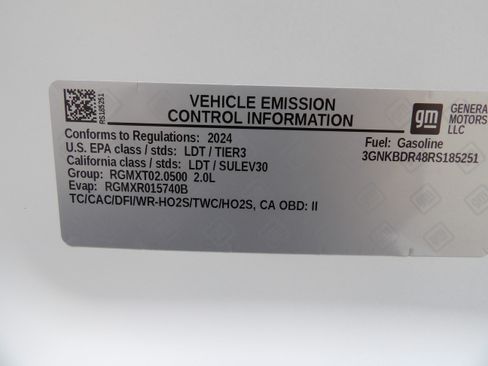 RS185251
VEHICLE EMISSION
CONTROL INFORMATION
gm
GENERAL
MOTORS
LLC
Conforms to Regulations: 2024
U.S. EPA class / stds: LDT / TIER3
California class / stds: LDT / SULEV30
Group: RGMXT02.0500 2.0L
Evap: RGMXR015740B
TC/CAC/DFI/WR-HO2S/TWC/HO2S, CA OBD: II
Fuel: Gasoline
3GNKBDR48RS185251